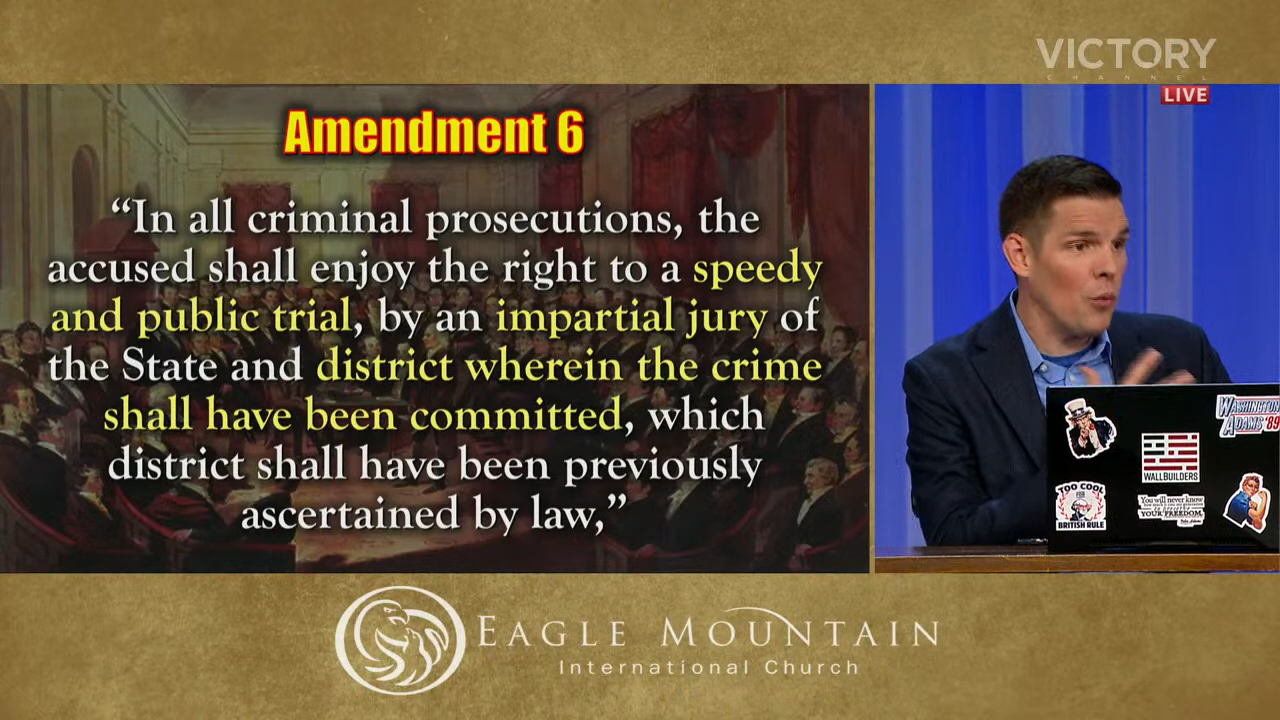 VICTORY
CHANNEL
LIVE
Amendment 6
“In all criminal prosecutions, the
accused shall enjoy the right to a speedy
and public trial, by an impartial jury of
the State and district wherein the crime
shall have been committed, which
district shall have been previously
ascertained by law,”
WASHINGTON
ADAMS '89
WALLBUILDERS
TOO COOL
FOR
BRITISH RULE
You will never know
YOUR FREEDOM.
EAGLE MOUNTAIN
International Church